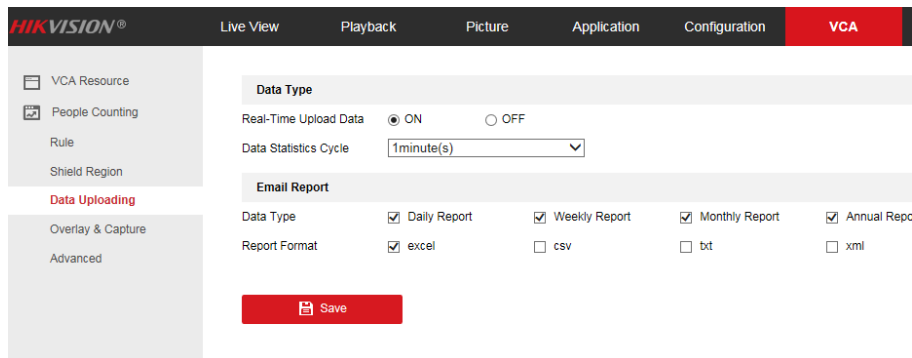 HIKVISION®
Live View Playback Picture Application Configuration VCA
VCA Resource
People Counting
Rule
Shield Region
Data Uploading
Overlay & Capture
Advanced
Data Type
Real-Time Upload Data ON OFF
Data Statistics Cycle 1minute(s)
Email Report
Data Type Daily Report Weekly Report Monthly Report Annual Repo
Report Format excel csv txt xml
Save